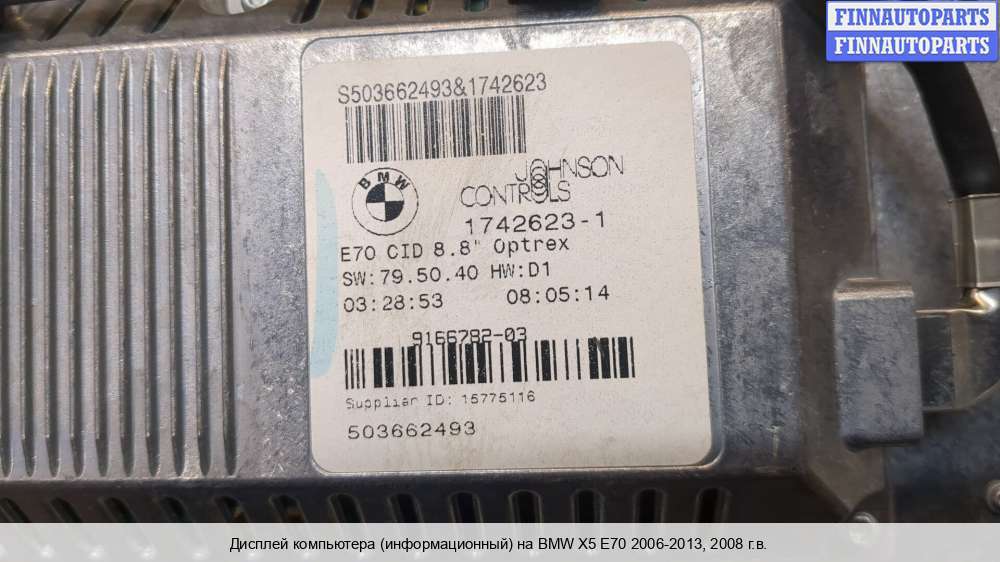 FINNAUTOPARTS
FINNAUTOPARTS
S503662493&1742623
BMW
JOHNSON
CONTROLS
1742623-1
E70 CID 8.8" Optrex
SW:79.50.40 HW:D1
03:28:53 08:05:14
9166782-03
Supplier ID: 15775116
503662493
Дисплей компьютера (информационный) на BMW X5 E70 2006-2013, 2008 г.в.